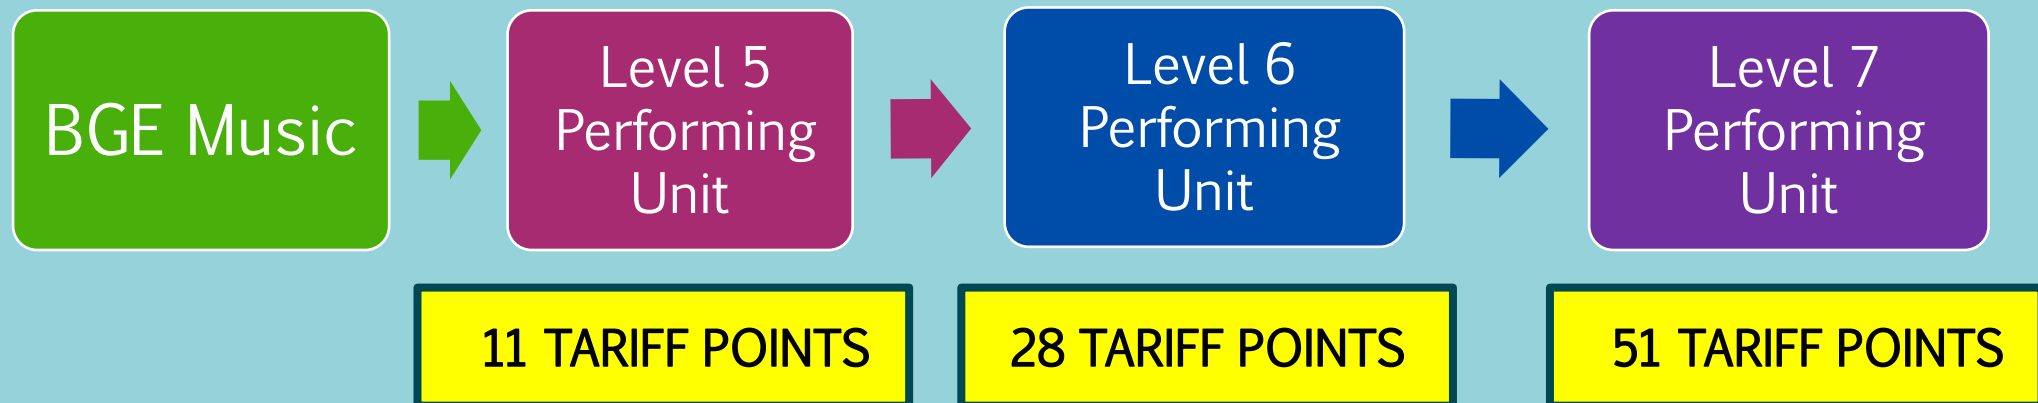 BGE Music
Level 5
Performing
Unit
Level 6
Performing
Unit
Level 7
Performing
Unit
11 TARIFF POINTS
28 TARIFF POINTS
51 TARIFF POINTS